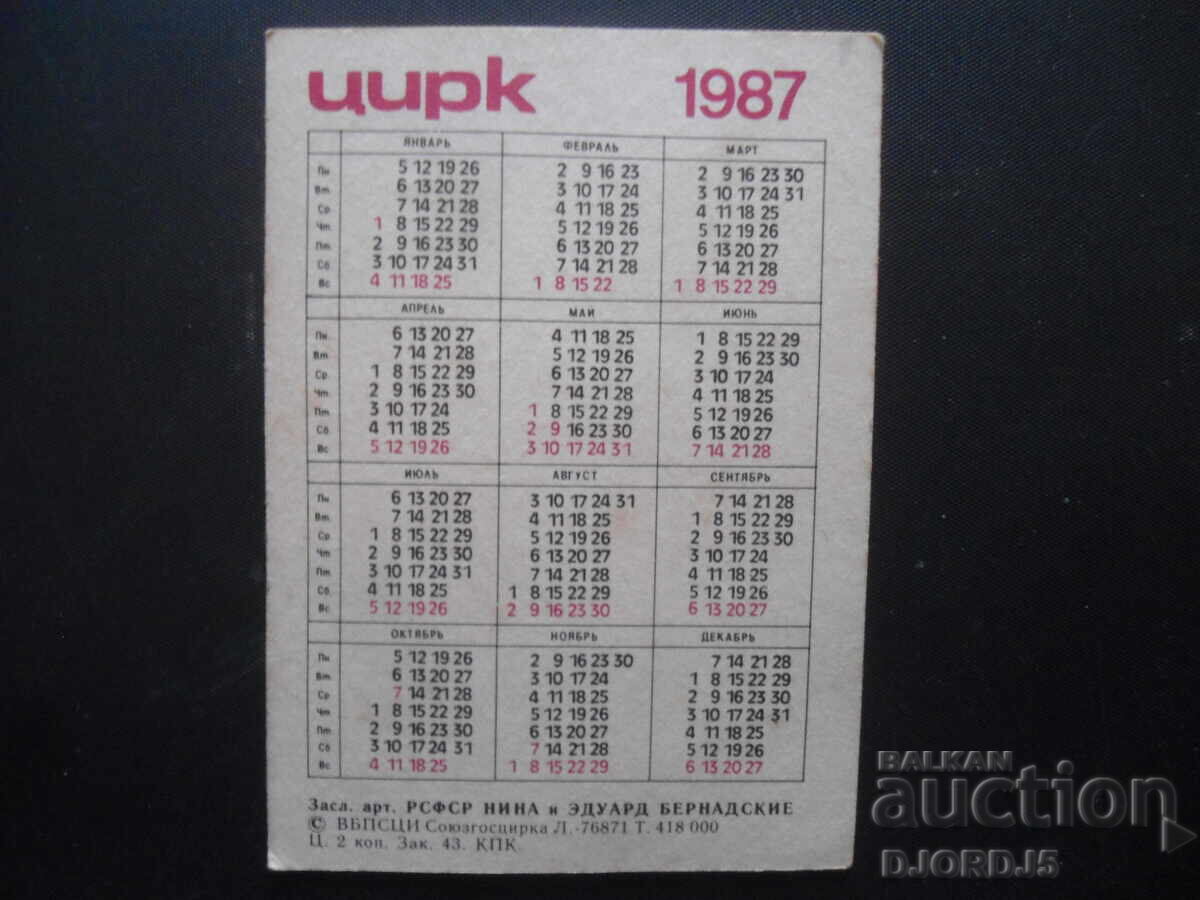 цирк 1987
ЯНВАРЬ ФЕВРАЛЬ МАРТ
Пн 5 12 19 26 2 9 16 23 2 9 16 23 30
Вт 6 13 20 27 3 10 17 24 3 10 17 24 31
Ср 7 14 21 28 4 11 18 25 4 11 18 25
Чт 1 8 15 22 29 5 12 19 26 5 12 19 26
Пт 2 9 16 23 30 6 13 20 27 6 13 20 27
Сб 3 10 17 24 31 7 14 21 28 7 14 21 28
Вс 4 11 18 25 1 8 15 22 1 8 15 22 29
АПРЕЛЬ МАЙ ИЮНЬ
Пн 6 13 20 27 4 11 18 25 1 8 15 22 29
Вт 7 14 21 28 5 12 19 26 2 9 16 23 30
Ср 1 8 15 22 29 6 13 20 27 3 10 17 24
Чт 2 9 16 23 30 7 14 21 28 4 11 18 25
Пт 3 10 17 24 1 8 15 22 29 5 12 19 26
Сб 4 11 18 25 2 9 16 23 30 6 13 20 27
Вс 5 12 19 26 3 10 17 24 31 7 14 21 28
ИЮЛЬ АВГУСТ СЕНТЯБРЬ
Пн 6 13 20 27 3 10 17 24 31 7 14 21 28
Вт 7 14 21 28 4 11 18 25 1 8 15 22 29
Ср 1 8 15 22 29 5 12 19 26 2 9 16 23 30
Чт 2 9 16 23 30 6 13 20 27 3 10 17 24
Пт 3 10 17 24 31 7 14 21 28 4 11 18 25
Сб 4 11 18 25 1 8 15 22 29 5 12 19 26
Вс 5 12 19 26 2 9 16 23 30 6 13 20 27
ОКТЯБРЬ НОЯБРЬ ДЕКАБРЬ
Пн 5 12 19 26 2 9 16 23 30 7 14 21 28
Вт 6 13 20 27 3 10 17 24 1 8 15 22 29
Ср 7 14 21 28 4 11 18 25 2 9 16 23 30
Чт 1 8 15 22 29 5 12 19 26 3 10 17 24 31
Пт 2 9 16 23 30 6 13 20 27 4 11 18 25
Сб 3 10 17 24 31 7 14 21 28 5 12 19 26
Вс 4 11 18 25 1 8 15 22 29 6 13 20 27
Засл. арт. РСФСР НИНА и ЭДУАРД БЕРНАДСКИЕ
© ВБПСЦИ Союзгосцирка Л.-76871 Т. 418 000
Ц. 2 коп. Зак. 43. КПК.
BALKAN
auction
DJORDJ5